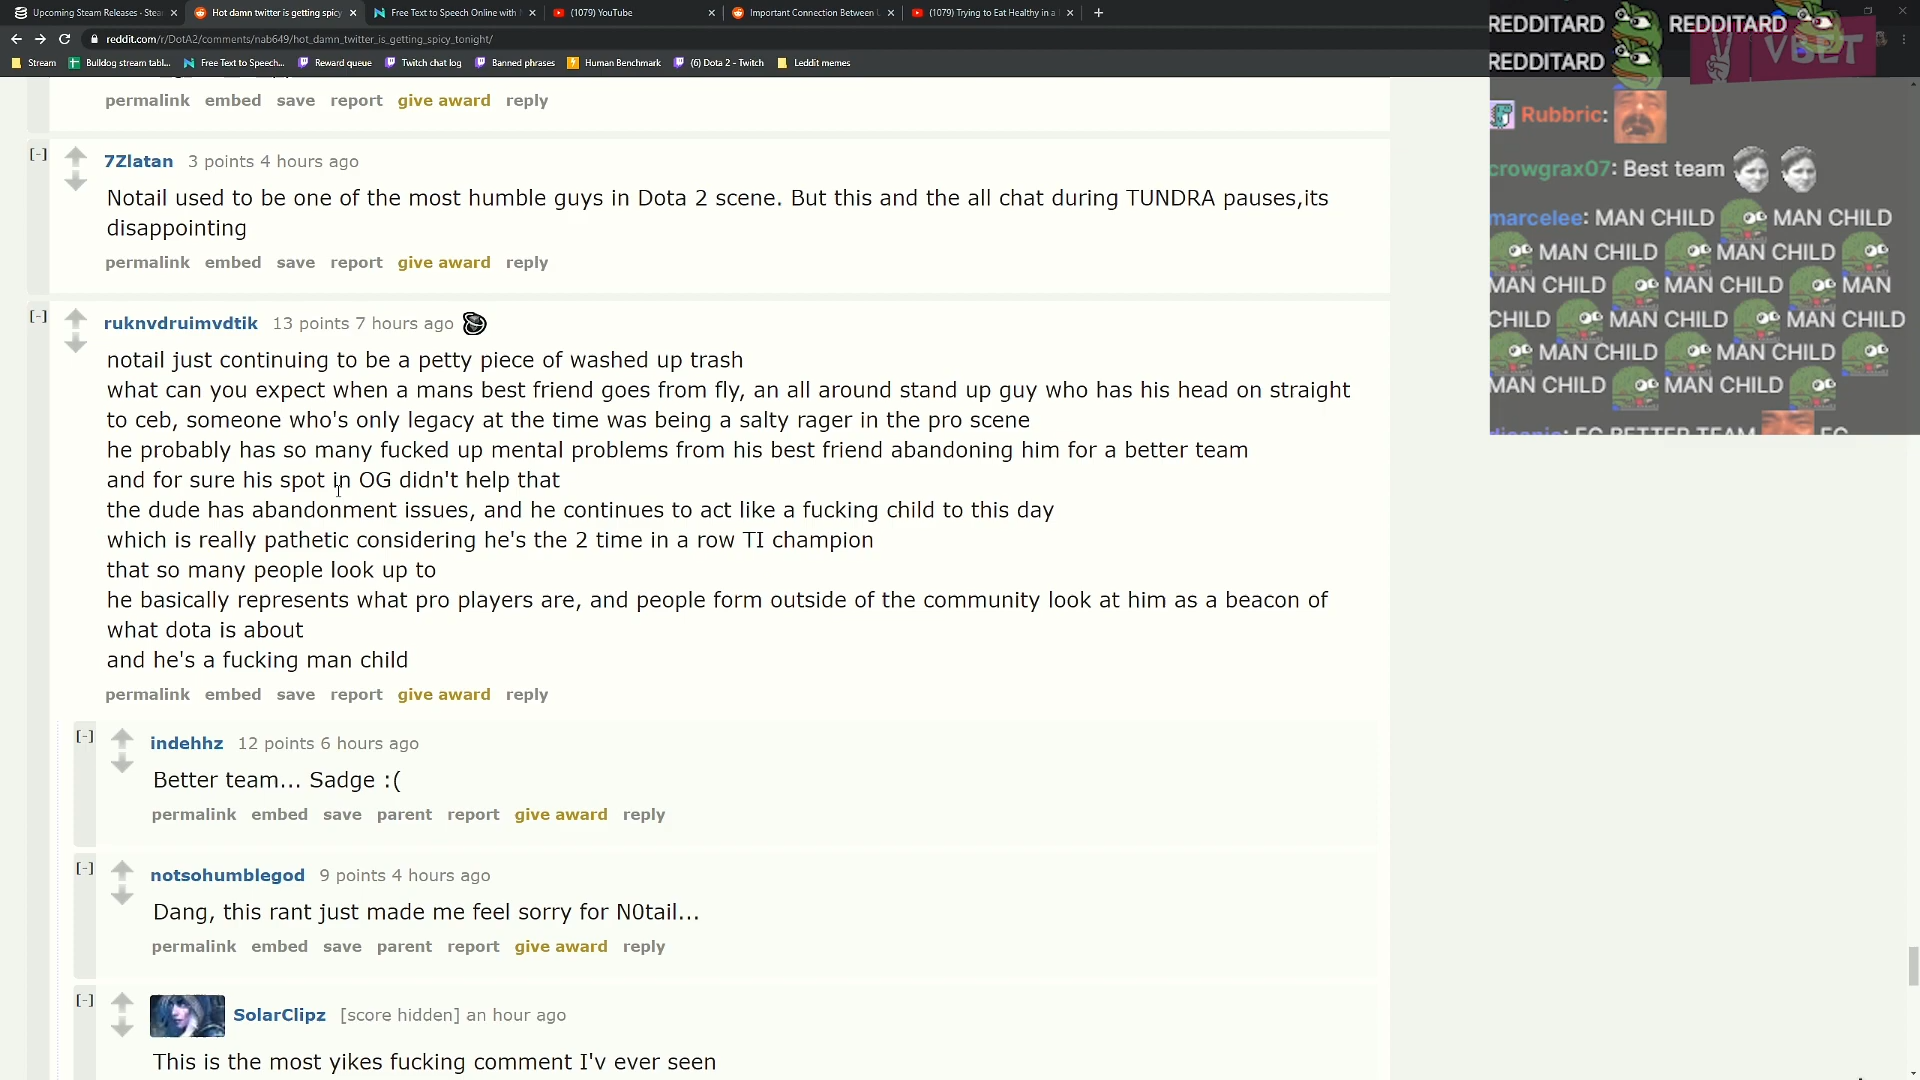 Upcoming Steam Releases - Stea
Hot damn twitter is getting spicy
Free Text to Speech Online with
(1079) YouTube
Important Connection Between
(1079) Trying to Eat Healthy in a
reddit.com/r/DotA2/comments/nab649/hot_damn_twitter_is_getting_spicy_tonight/
Stream
Bulldog stream tabl...
Free Text to Speech...
Reward queue
Twitch chat log
Banned phrases
Human Benchmark
(6) Dota 2 - Twitch
Leddit memes
permalink embed save report give award reply
[-]
7Zlatan 3 points 4 hours ago
Notail used to be one of the most humble guys in Dota 2 scene. But this and the all chat during TUNDRA pauses,its
disappointing
permalink embed save report give award reply
[-]
ruknvdruimvdtik 13 points 7 hours ago
notail just continuing to be a petty piece of washed up trash
what can you expect when a mans best friend goes from fly, an all around stand up guy who has his head on straight
to ceb, someone who's only legacy at the time was being a salty rager in the pro scene
he probably has so many fucked up mental problems from his best friend abandoning him for a better team
and for sure his spot in OG didn't help that
the dude has abandonment issues, and he continues to act like a fucking child to this day
which is really pathetic considering he's the 2 time in a row TI champion
that so many people look up to
he basically represents what pro players are, and people form outside of the community look at him as a beacon of
what dota is about
and he's a fucking man child
permalink embed save report give award reply
[-]
indehhz 12 points 6 hours ago
Better team... Sadge :(
permalink embed save parent report give award reply
[-]
notsohumblegod 9 points 4 hours ago
Dang, this rant just made me feel sorry for N0tail...
permalink embed save parent report give award reply
[-]
SolarClipz [score hidden] an hour ago
This is the most yikes fucking comment I'v ever seen
REDDITARD REDDITARD
REDDITARD
VBET
Rubbric:
crowgrax07: Best team
marcelee: MAN CHILD MAN CHILD
MAN CHILD MAN CHILD
MAN CHILD MAN CHILD MAN
CHILD MAN CHILD MAN CHILD
MAN CHILD MAN CHILD
MAN CHILD MAN CHILD